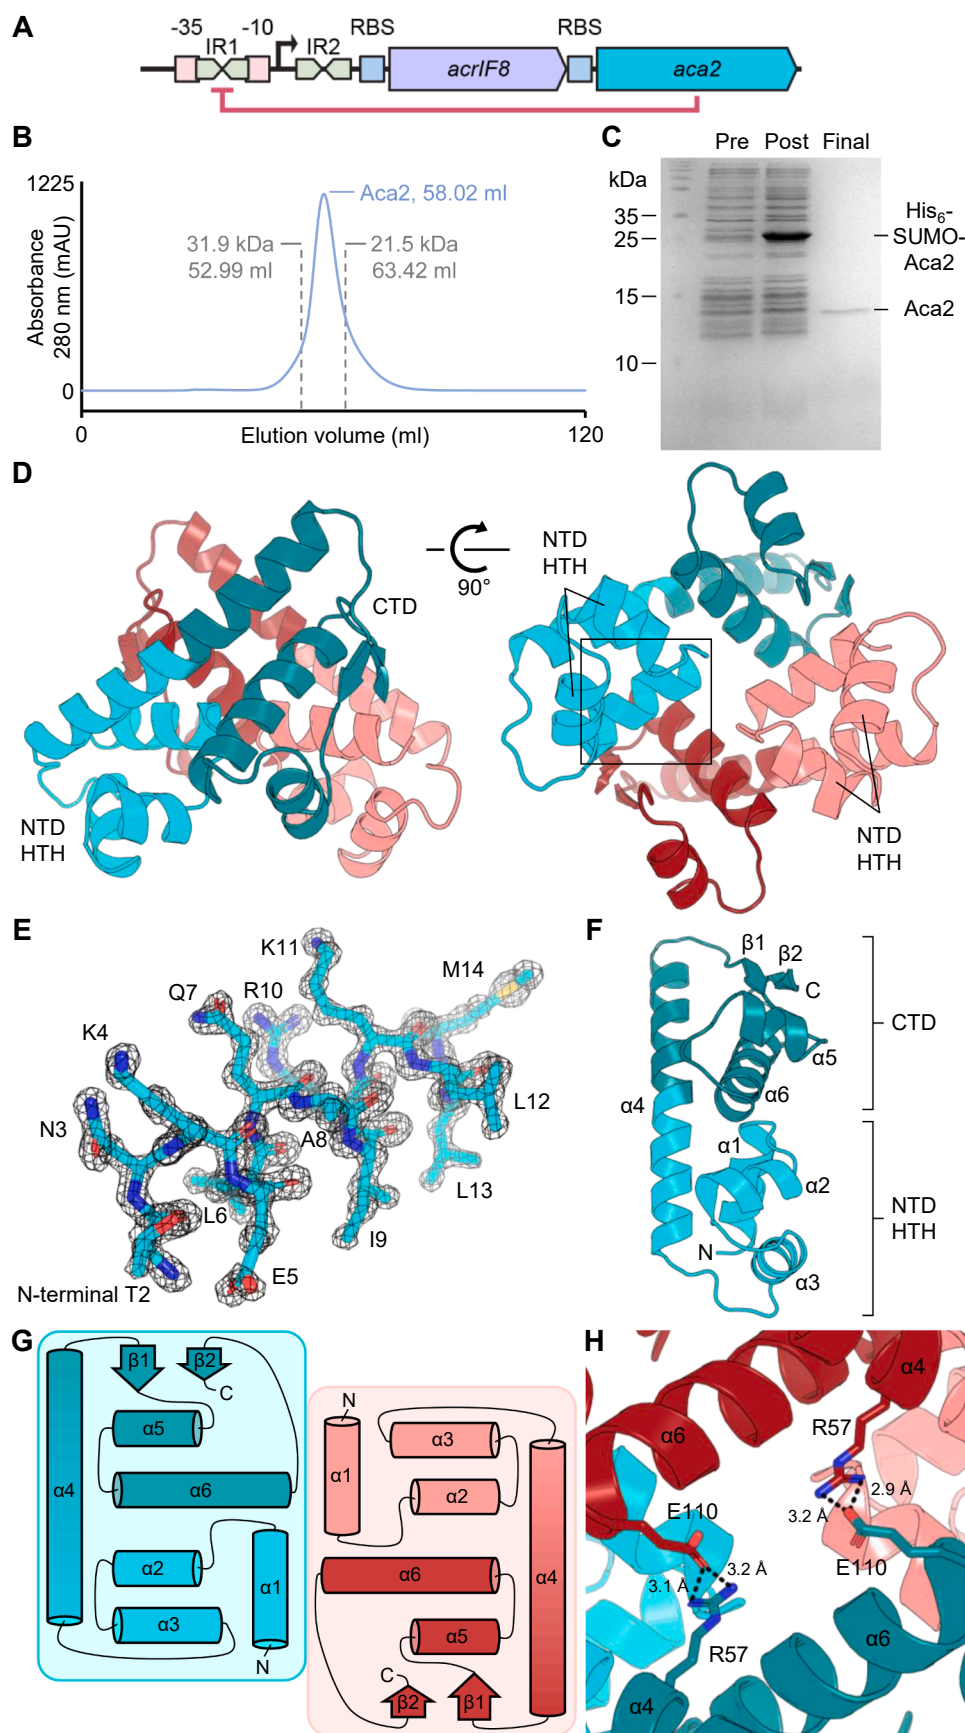 A
-35 -10 RBS RBS
IR1 IR2
acrIF8 aca2
B
1225
Absorbance
280 nm (mAU)
0
Aca2, 58.02 ml
31.9 kDa
52.99 ml
21.5 kDa
63.42 ml
0 120
Elution volume (ml)
C
Pre Post Final
kDa
35
25
15
10
His6-
SUMO-
Aca2
Aca2
D
CTD
NTD
HTH
90°
NTD
HTH
NTD
HTH
E
K11
M14
Q7
R10
K4
N3
A8
L12
L13
L6
I9
E5
N-terminal T2
F
β1
β2
C
CTD
α5
α6
α4
α1
α2
NTD
HTH
N
α3
G
β1
β2
C
α5
α4
α6
α2
α1
α3
N
N
α3
α1
α2
α6
α4
α5
C
β2
β1
H
α4
R57
α6
2.9 Å
3.2 Å
E110
E110
3.2 Å
3.1 Å
α6
R57
α4